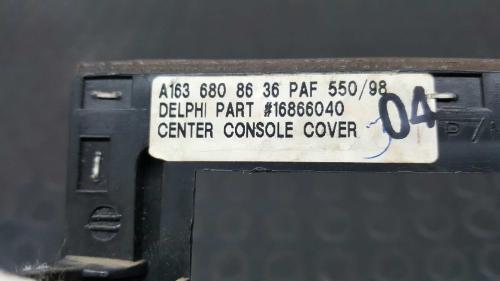 A163 680 86 36 PAF 550/98
DELPHI PART #16866040
CENTER CONSOLE COVER
04
P